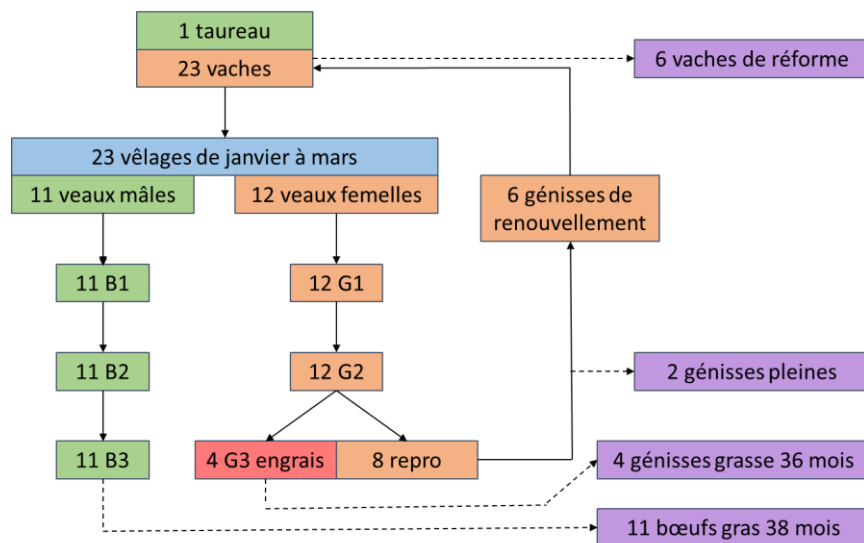 1 taureau
23 vaches
6 vaches de réforme
23 vêlages de janvier à mars
11 veaux mâles
12 veaux femelles
6 génisses de
renouvellement
11 B1
12 G1
11 B2
12 G2
2 génisses pleines
11 B3
4 G3 engrais
8 repro
4 génisses grasse 36 mois
11 bœufs gras 38 mois